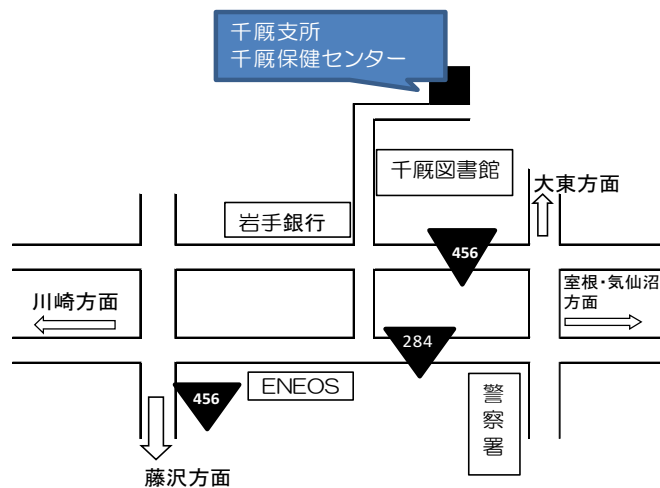 千厩支所
千厩保健センター
千厩図書館
大東方面
岩手銀行
456
室根・気仙沼
方面
川崎方面
284
ENEOS
456
警察署
藤沢方面